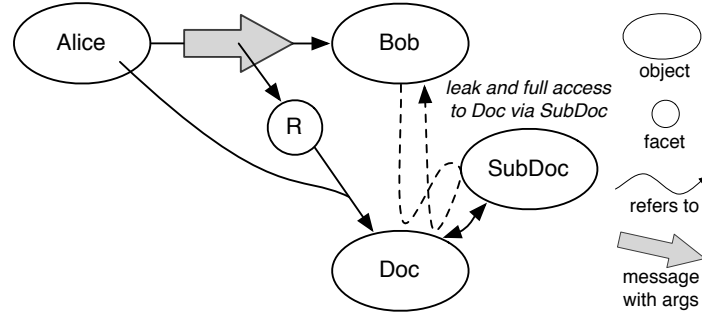 Alice
Bob
object
leak and full access
to Doc via SubDoc
R
facet
SubDoc
refers to
Doc
message
with args